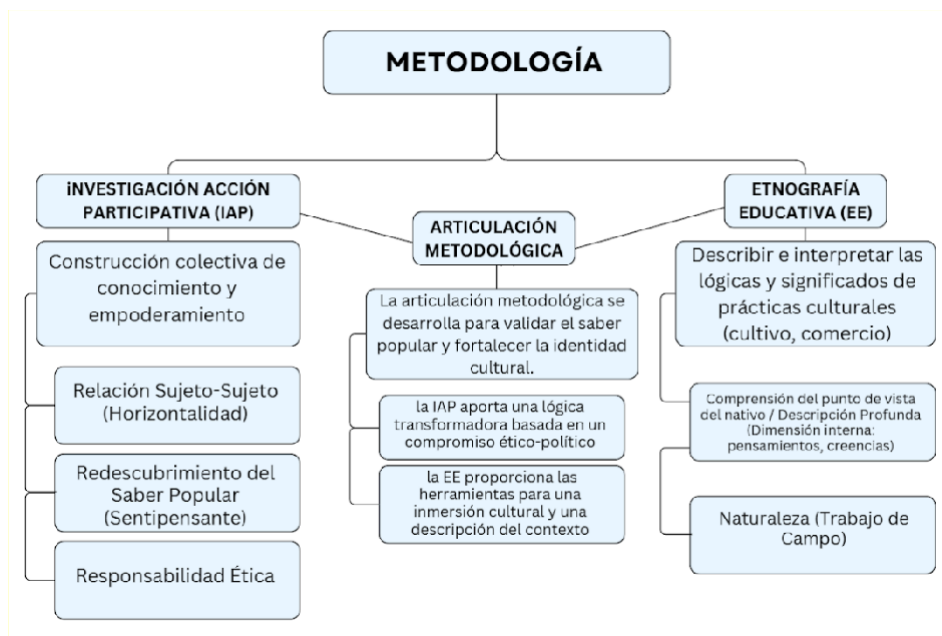 METODOLOGÍA
iNVESTIGACIÓN ACCIÓN
PARTICIPATIVA (IAP)
Construcción colectiva de
conocimiento y
empoderamiento
Relación Sujeto-Sujeto
(Horizontalidad)
Redescubrimiento del
Saber Popular
(Sentipensante)
Responsabilidad Ética
ARTICULACIÓN
METODOLÓGICA
La articulación metodológica se
desarrolla para validar el saber
popular y fortalecer la identidad
cultural.
la IAP aporta una lógica
transformadora basada en un
compromiso ético-político
la EE proporciona las
herramientas para una
inmersión cultural y una
descripción del contexto
ETNOGRAFÍA
EDUCATIVA (EE)
Describir e interpretar las
lógicas y significados de
prácticas culturales
(cultivo, comercio)
Comprensión del punto de vista
del nativo / Descripción Profunda
(Dimensión interna:
pensamientos, creencias)
Naturaleza (Trabajo de
Campo)